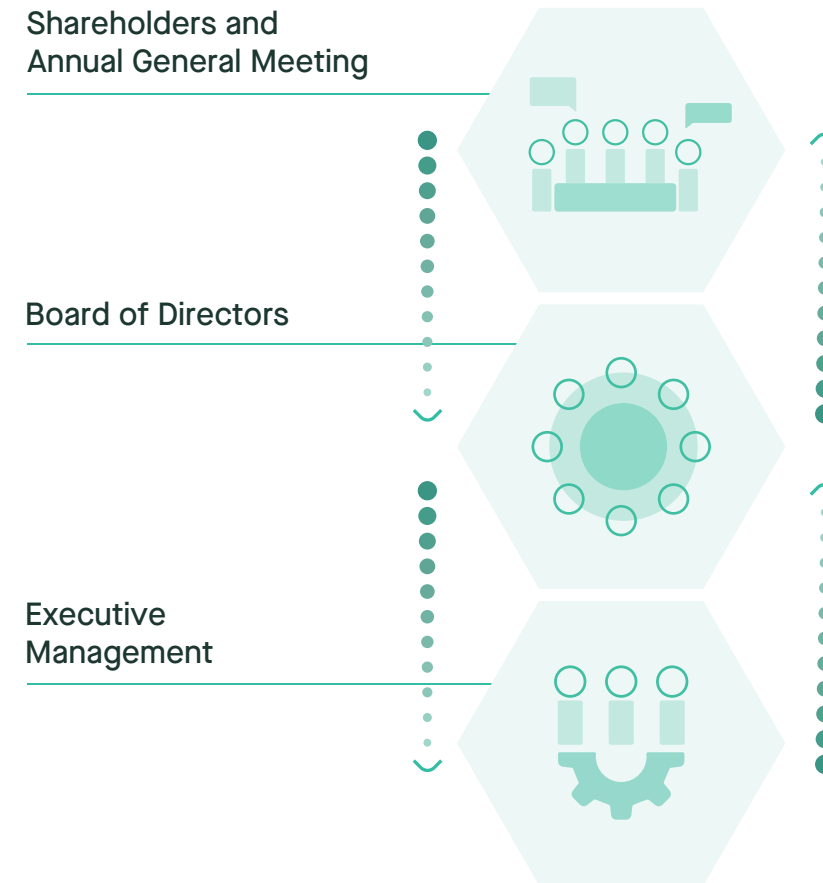 Shareholders and
Annual General Meeting
Board of Directors
Executive
Management